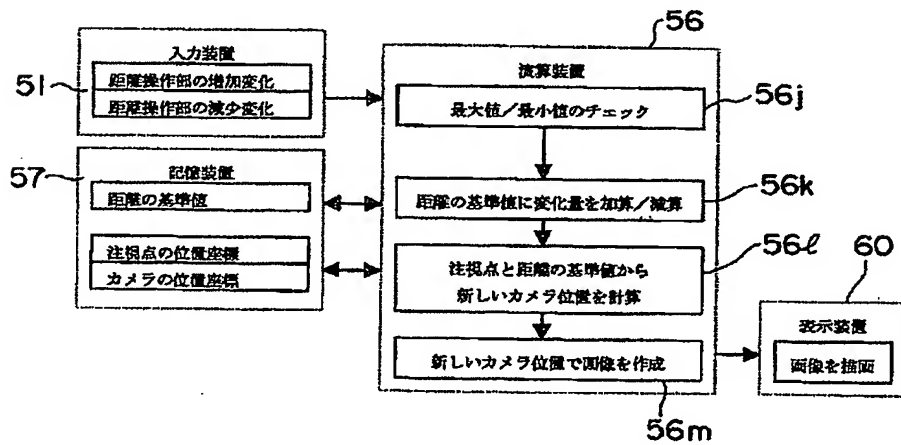 56
入力装置
51
距離操作部の増加変化
距離操作部の減少変化
演算装置
56j
最大値/最小値のチェック
57
記憶装置
距離の基準値
56k
距離の基準値に変化量を加算/減算
注視点の位置座標
カメラの位置座標
56ℓ
注視点と距離の基準値から
新しいカメラ位置を計算
60
表示装置
画像を描画
新しいカメラ位置で画像を作成
56m